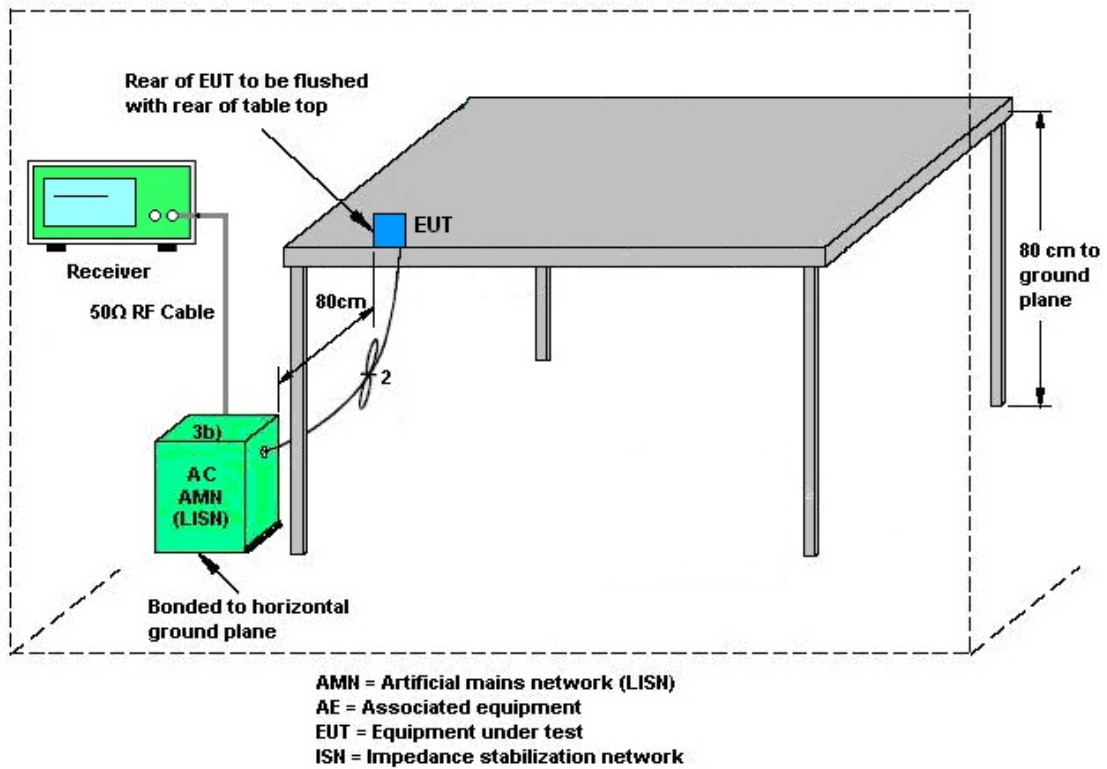 Rear of EUT to be flushed
with rear of table top
EUT
Receiver
50Ω RF Cable
80cm
2
80 cm to
ground
plane
3b)
AC
AMN
(LISN)
Bonded to horizontal
ground plane
AMN = Artificial mains network (LISN)
AE = Associated equipment
EUT = Equipment under test
ISN = Impedance stabilization network